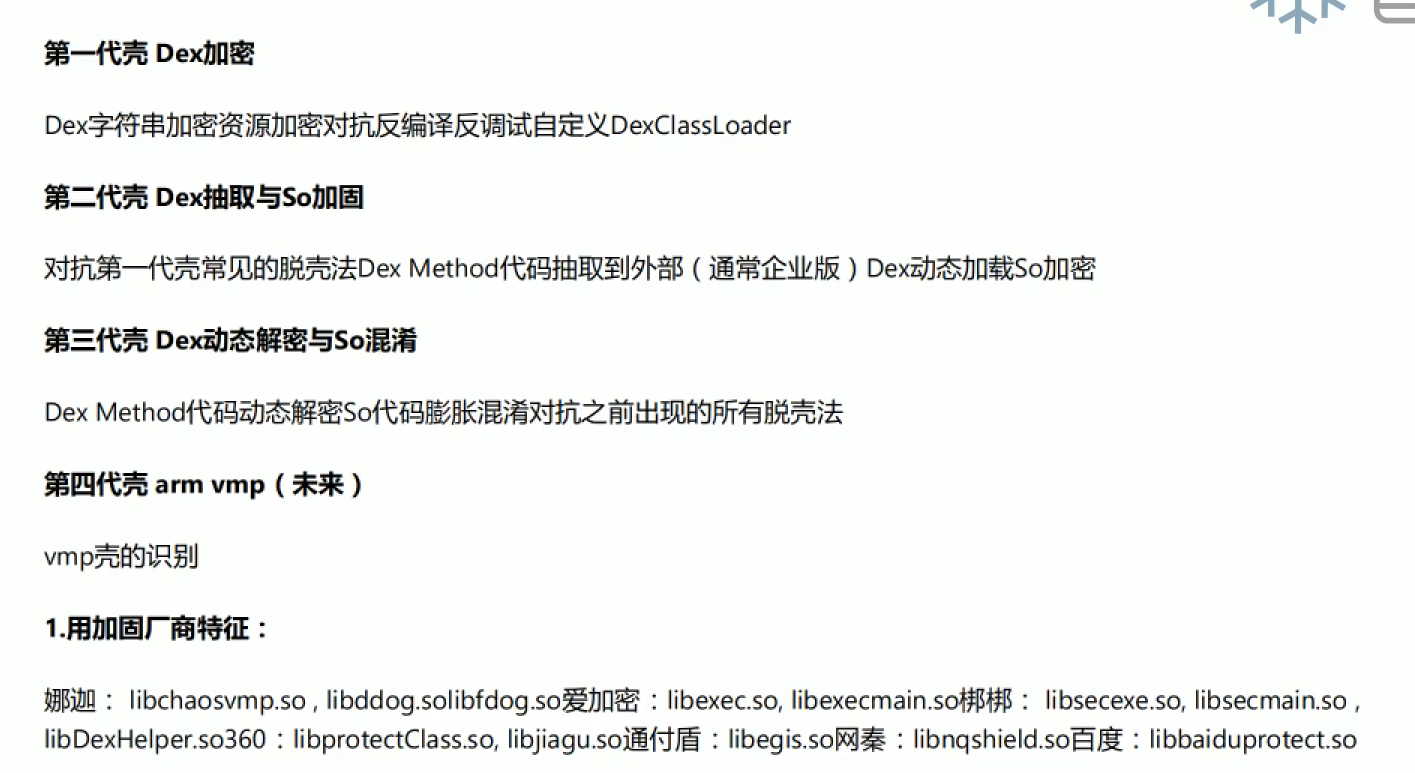 第一代壳 Dex加密
Dex字符串加密资源加密对抗反编译反调试自定义DexClassLoader
第二代壳 Dex抽取与So加固
对抗第一代壳常见的脱壳法Dex Method代码抽取到外部（通常企业版）Dex动态加载So加密
第三代壳 Dex动态解密与So混淆
Dex Method代码动态解密So代码膨胀混淆对抗之前出现的所有脱壳法
第四代壳 arm vmp（未来）
vmp壳的识别
1.用加固厂商特征：
娜迦： libchaosvmp.so , libddog.solibfdog.so爱加密：libexec.so, libexecmain.so梆梆： libsecexe.so, libsecmain.so ,
libDexHelper.so360：libprotectClass.so, libjiagu.so通付盾：libegis.so网秦：libnqshield.so百度：libbaiduprotect.so